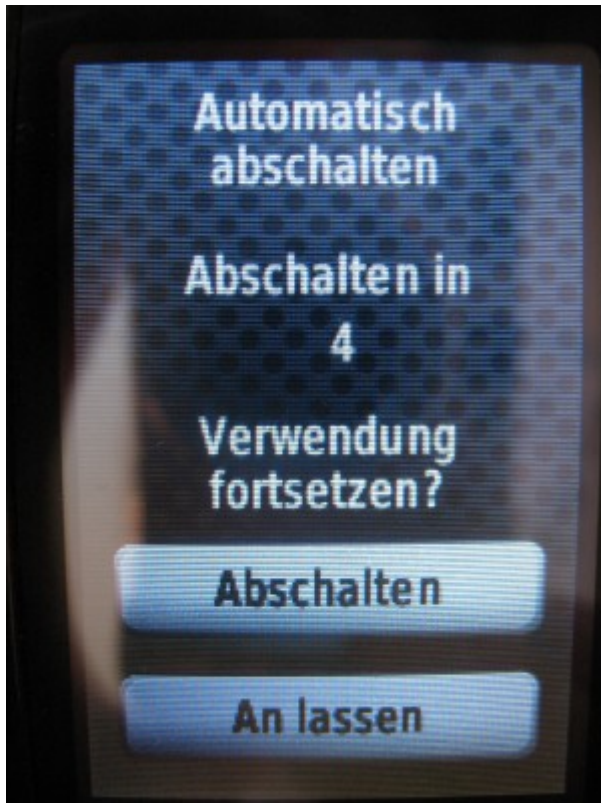 Automatisch
abschalten
Abschalten in
4
Verwendung
fortsetzen?
Abschalten
An lassen